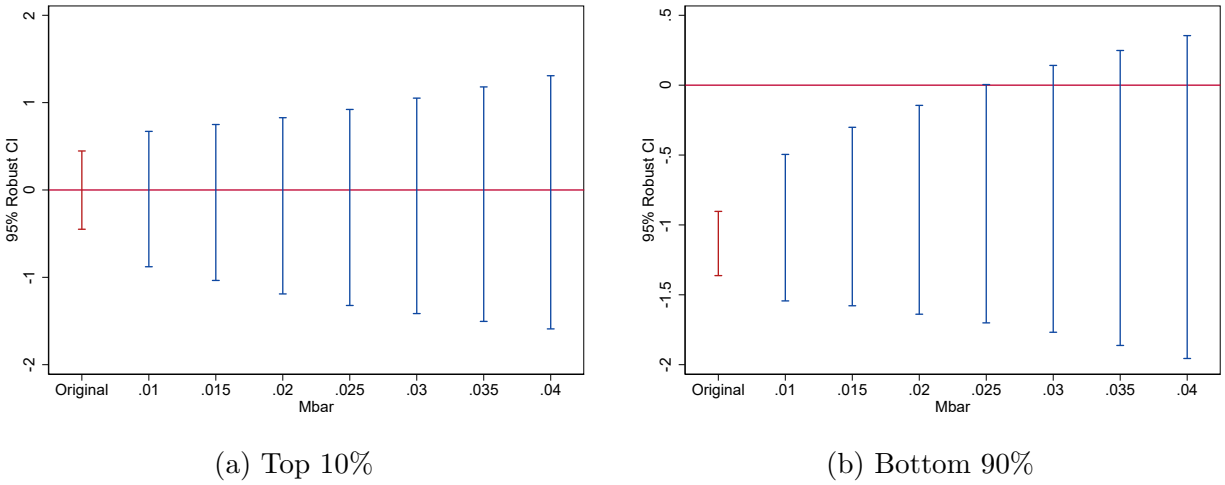 95% Robust CI
2
1
0
-1
-2
Original .01 .015 .02 .025 .03 .035 .04
Mbar
(a) Top 10%
95% Robust CI
.5
0
-.5
-1
-1.5
-2
Original .01 .015 .02 .025 .03 .035 .04
Mbar
(b) Bottom 90%